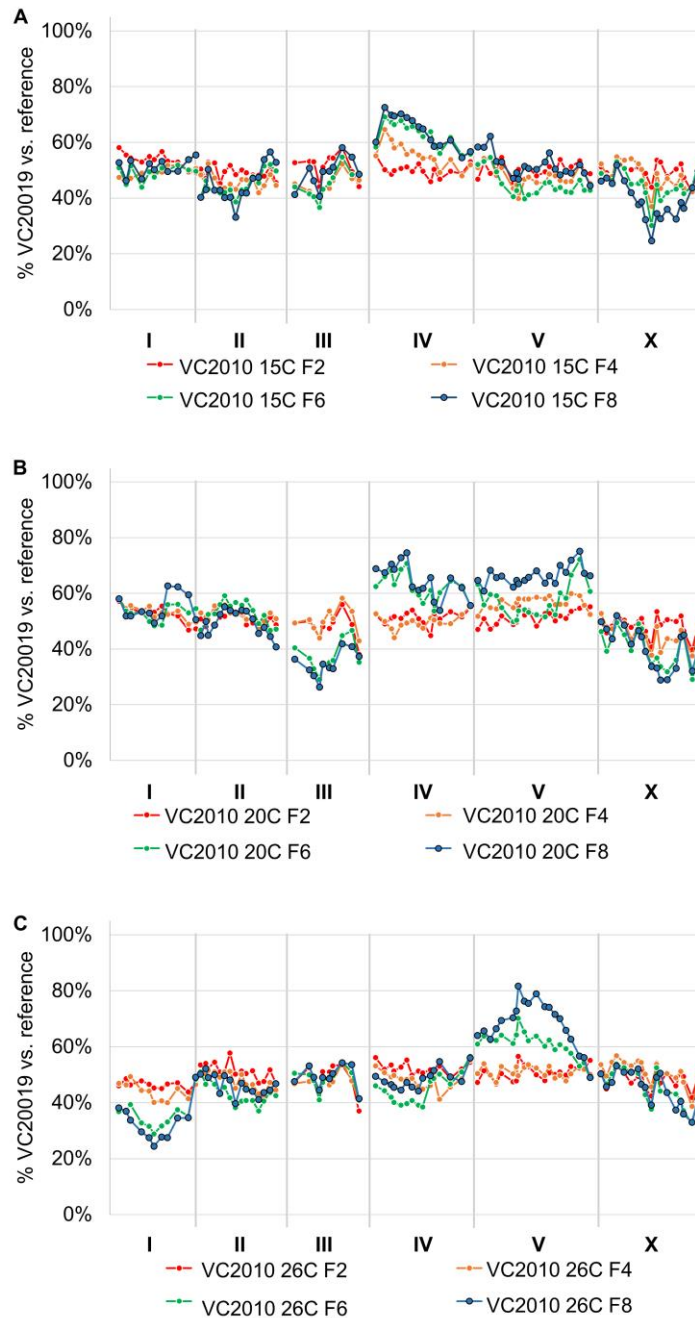 A
100%
80%
60%
40%
20%
0%
% VC20019 vs. reference
I II III IV V X
VC2010 15C F2 VC2010 15C F4
VC2010 15C F6 VC2010 15C F8
B
100%
80%
60%
40%
20%
0%
% VC20019 vs. reference
I II III IV V X
VC2010 20C F2 VC2010 20C F4
VC2010 20C F6 VC2010 20C F8
C
100%
80%
60%
40%
20%
0%
% VC20019 vs. reference
I II III IV V X
VC2010 26C F2 VC2010 26C F4
VC2010 26C F6 VC2010 26C F8